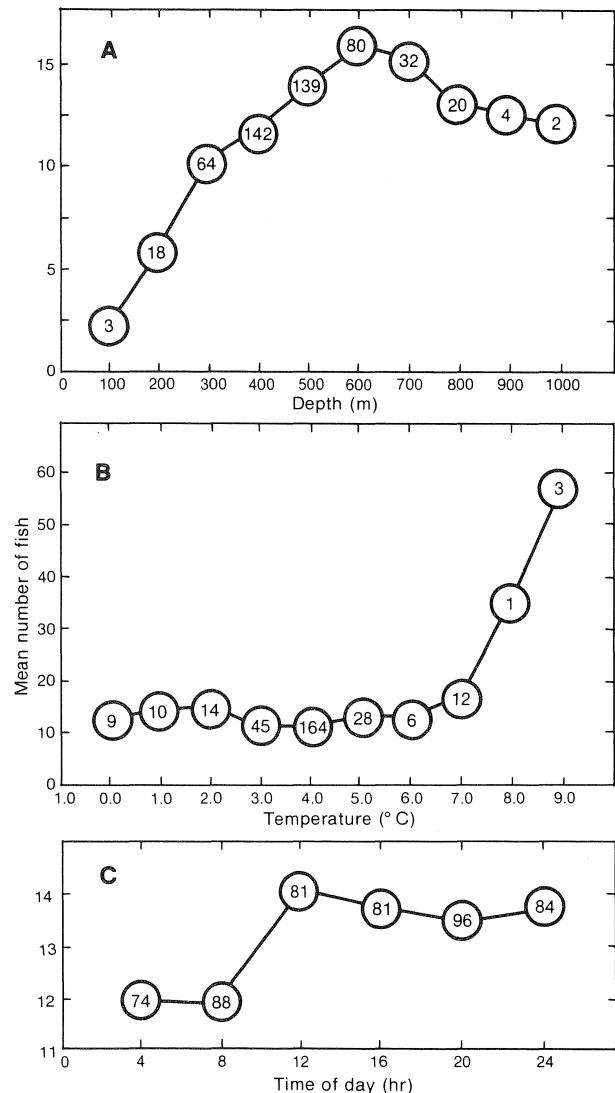 A
15
10
5
0
80
32
139
142
64
20
4
2
18
3
0 100 200 300 400 500 600 700 800 900 1000
Depth (m)
B
Mean number of fish
60
50
40
30
20
10
0
3
1
12
9 10 14 45 164 28 6
1.0 0.0 1.0 2.0 3.0 4.0 5.0 6.0 7.0 8.0 9.0
Temperature (° C)
C
14
13
12
11
81 81 96 84
74 88
0 4 8 12 16 20 24
Time of day (hr)